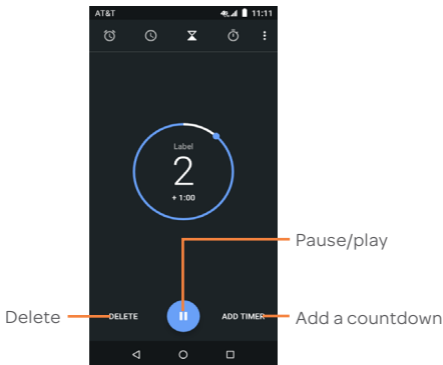 AT&T 11:11
Label
2
+ 1:00
Pause/play
Delete DELETE ADD TIMER Add a countdown